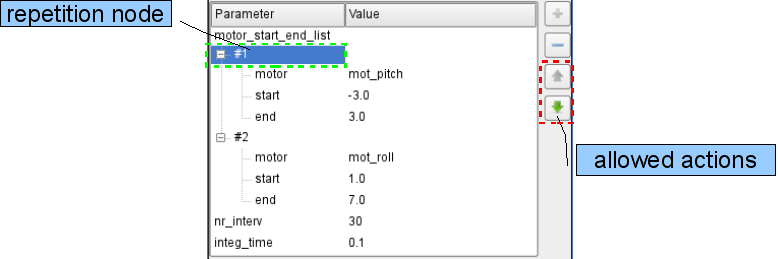 repetition node
Parameter Value
motor_start_end_list
#1
motor mot_pitch
start -3.0
end 3.0
#2
motor mot_roll
start 1.0
end 7.0
nr_interv 30
integ_time 0.1
allowed actions